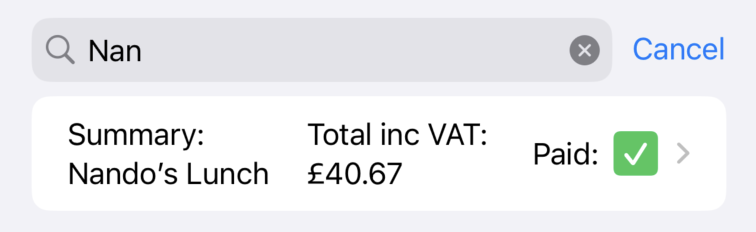 Nan
Cancel
Summary:
Nando’s Lunch
Total inc VAT:
£40.67
Paid: ✅